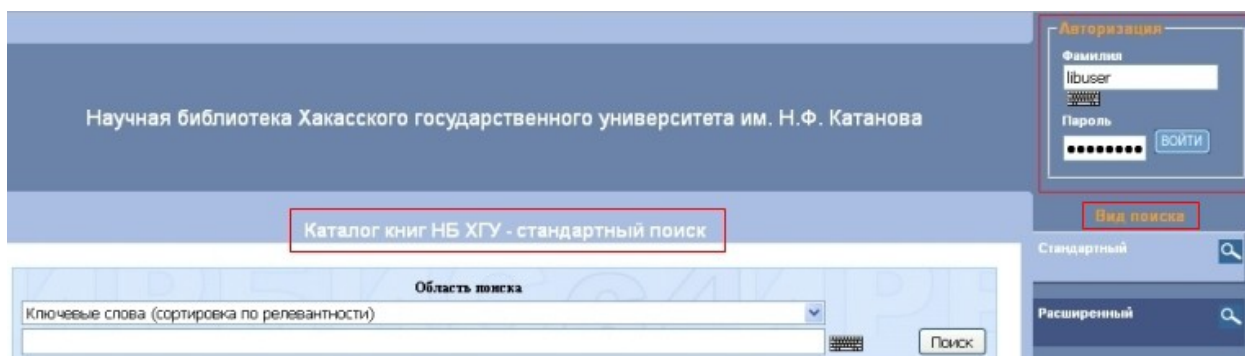 Авторизация
Фамилия
libuser
Пароль
ВОЙТИ
Научная библиотека Хакасского государственного университета им. Н.Ф. Катанова
Вид поиска
Каталог книг НБ ХГУ - стандартный поиск
Стандартный
Область поиска
Ключевые слова (сортировка по релевантности)
Расширенный
Поиск